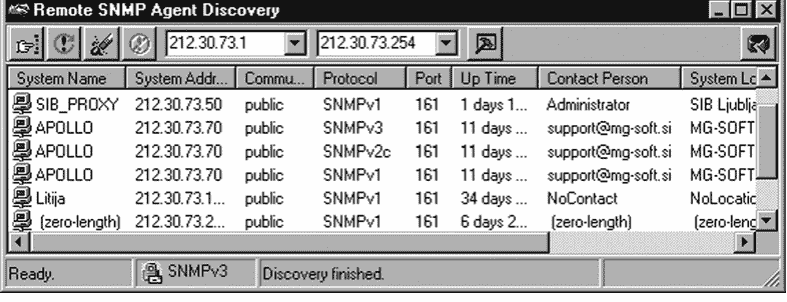 Remote SNMP Agent Discovery
212.30.73.1 212.30.73.254
System Name System Addr... Commu... Protocol Port Up Time Contact Person System Lo
SIB_PROXY 212.30.73.50 public SNMPv1 161 1 days 1... Administrator SIB Ljublja
APOLLO 212.30.73.70 public SNMPv3 161 11 days ... support@mg-soft.si MG-SOFT
APOLLO 212.30.73.70 public SNMPv2c 161 11 days ... support@mg-soft.si MG-SOFT
APOLLO 212.30.73.70 public SNMPv1 161 11 days ... support@mg-soft.si MG-SOFT
Litija 212.30.73.1... public SNMPv1 161 34 days ... NoContact NoLocatic
(zero-length) 212.30.73.2... public SNMPv1 161 6 days 2... (zero-length) (zero-leng
Ready. SNMPv3 Discovery finished.